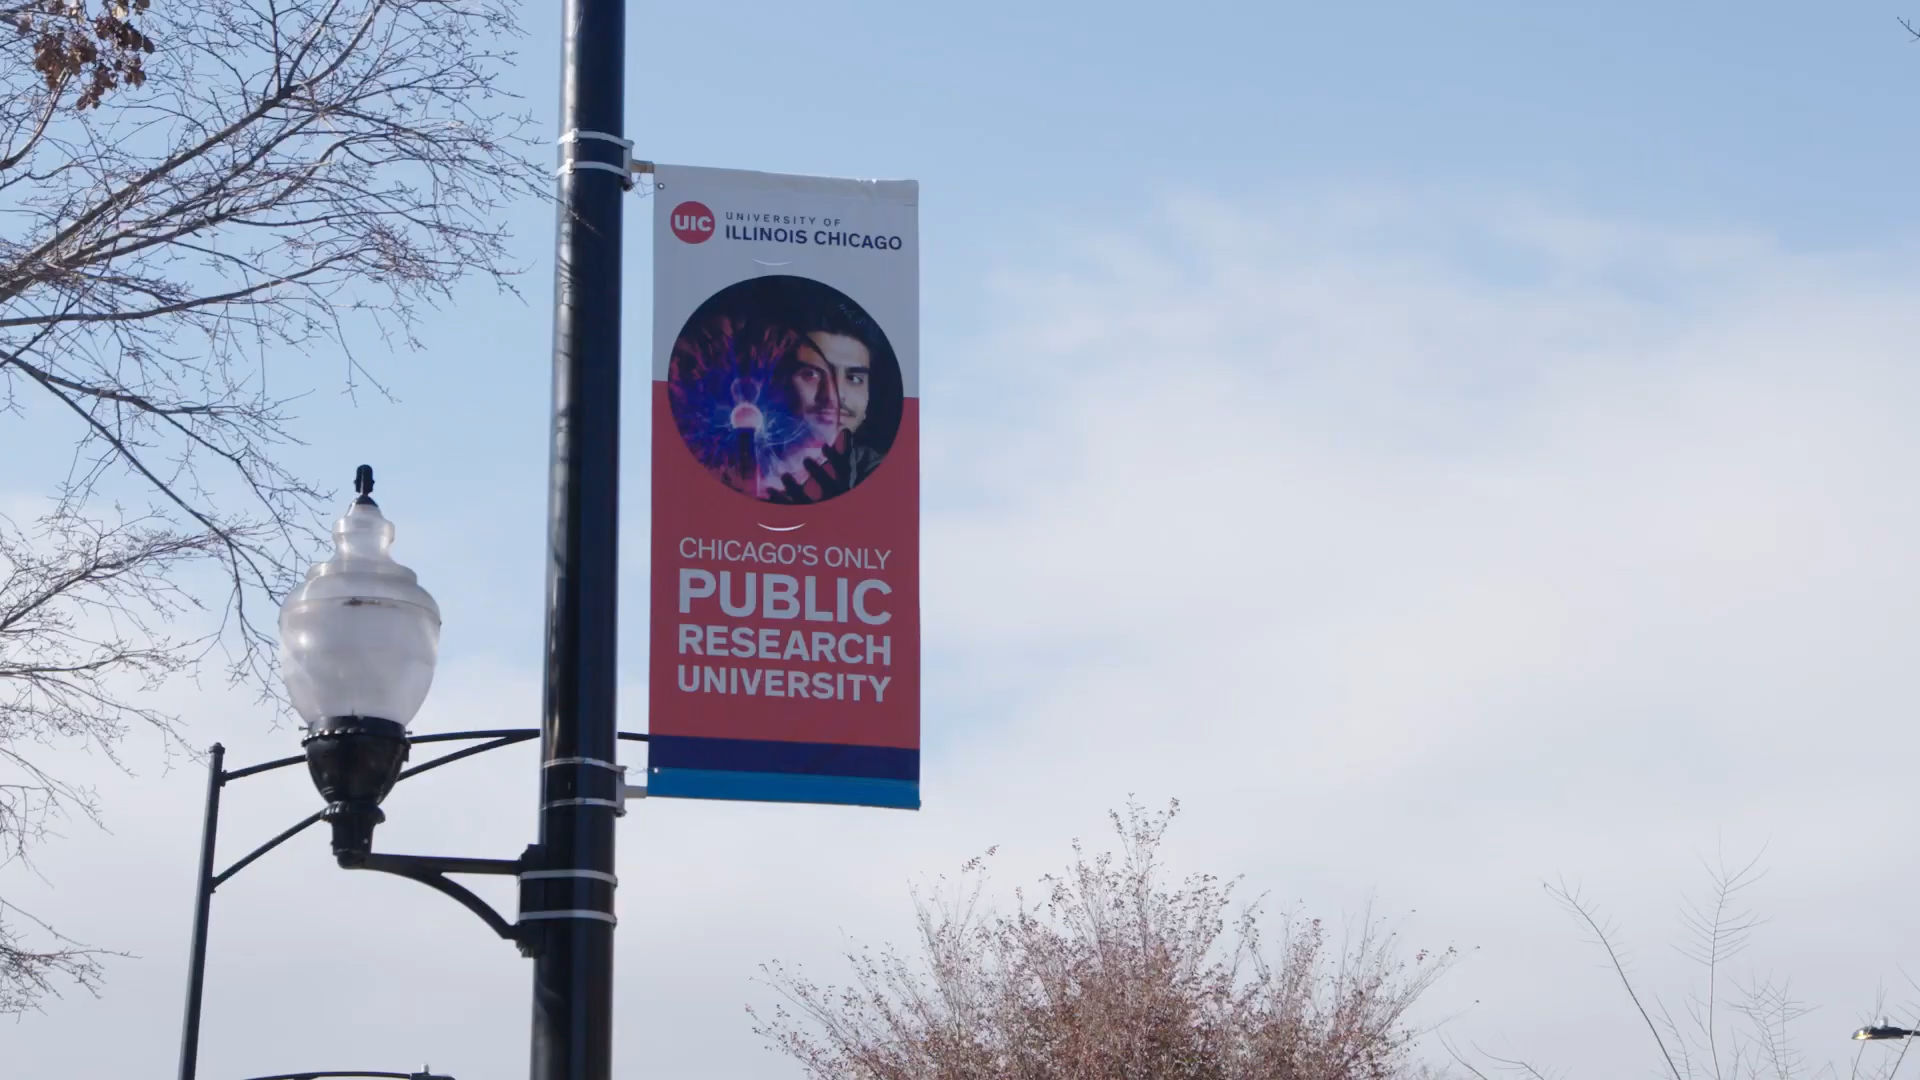 UIC
UNIVERSITY OF
ILLINOIS CHICAGO
CHICAGO'S ONLY
PUBLIC
RESEARCH
UNIVERSITY